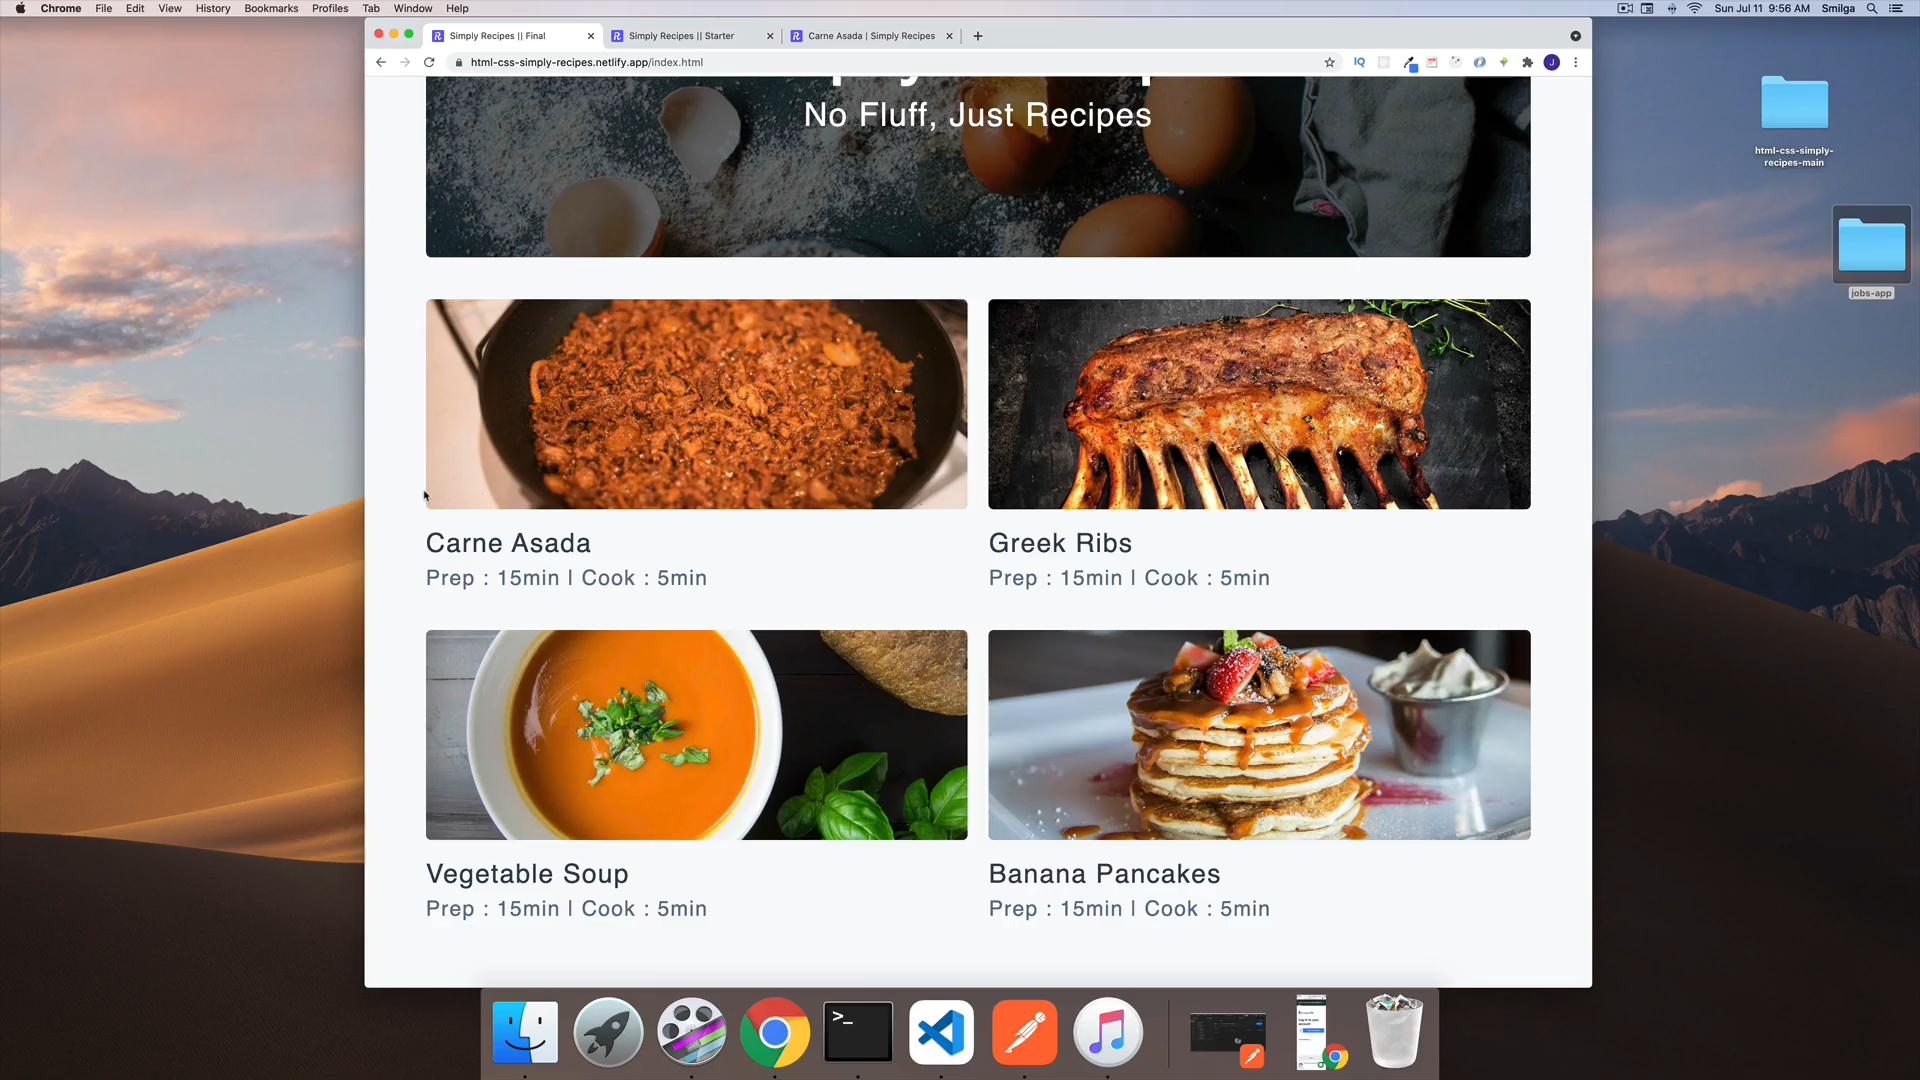 Chrome File Edit View History Bookmarks Profiles Tab Window Help
Sun Jul 11 9:56 AM Smilga
Simply Recipes || Final
Simply Recipes || Starter
Carne Asada | Simply Recipes
html-css-simply-recipes.netlify.app/index.html
IQ
J
No Fluff, Just Recipes
html-css-simply-
recipes-main
jobs-app
Carne Asada
Prep : 15min | Cook : 5min
Greek Ribs
Prep : 15min | Cook : 5min
Vegetable Soup
Prep : 15min | Cook : 5min
Banana Pancakes
Prep : 15min | Cook : 5min
>_